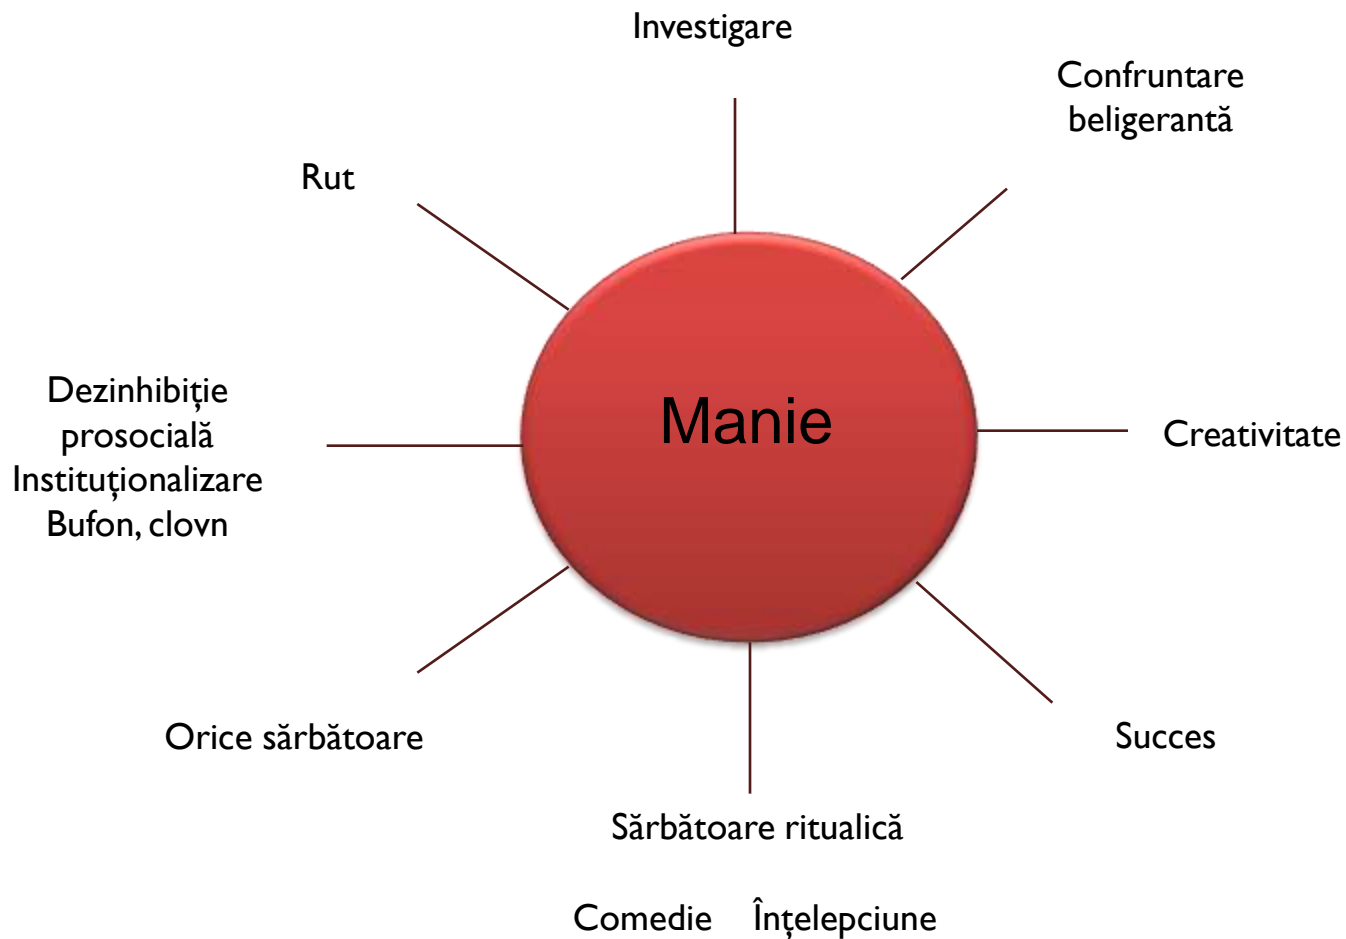 Investigare
Confruntare
beligerantă
Rut
Manie
Dezinhibiție
prosocială
Instituționalizare
Bufon, clovn
Creativitate
Orice sărbătoare
Succes
Sărbătoare ritualică
Comedie Înțelepciune